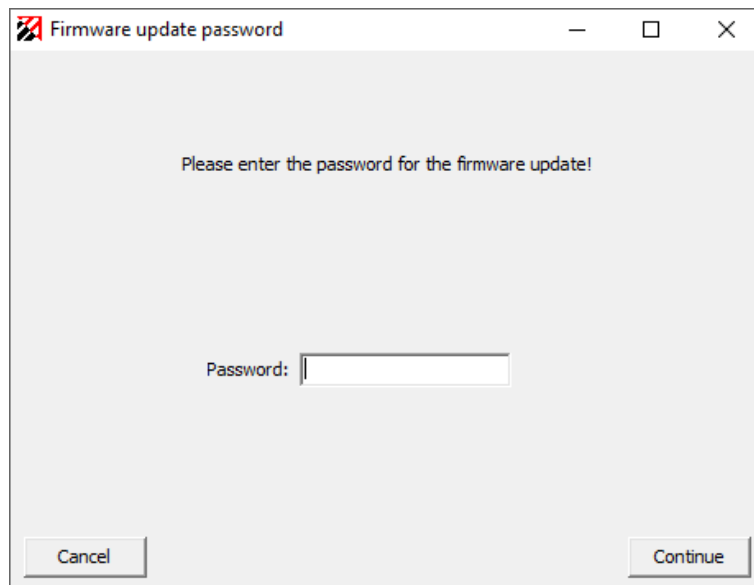 Firmware update password
Please enter the password for the firmware update!
Password:
Cancel
Continue